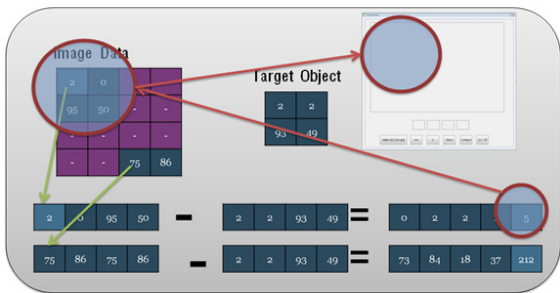 Image Data
Target Object
2 0
95 50 - -
- - - -
- - 75 86
2 2
93 49
2 0 95 50 - 2 2 93 49 = 0 2 2 5
75 86 75 86 - 2 2 93 49 = 73 84 18 37 212